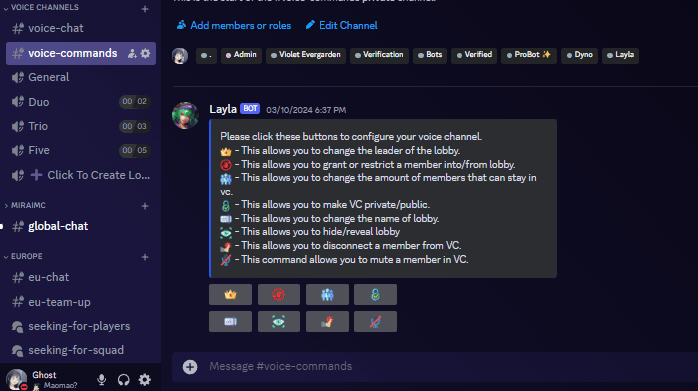 VOICE CHANNELS
voice-chat
voice-commands
General
Duo 00 02
Trio 00 03
Five 00 05
Click To Create Lo...
MIRAIMC
global-chat
EUROPE
eu-chat
eu-team-up
seeking-for-players
seeking-for-squad
Ghost
Maomao?
Add members or roles Edit Channel
. Admin Violet Evergarden Verification Bots Verified ProBot ✨ Dyno Layla
Layla BOT 03/10/2024 6:37 PM
Please click these buttons to configure your voice channel.
- This allows you to change the leader of the lobby.
- This allows you to grant or restrict a member into/from lobby.
- This allows you to change the amount of members that can stay in
vc.
- This allows you to make VC private/public.
- This allows you to change the name of lobby.
- This allows you to hide/reveal lobby
- This allows you to disconnect a member from VC.
- This command allows you to mute a member in VC.
Message #voice-commands